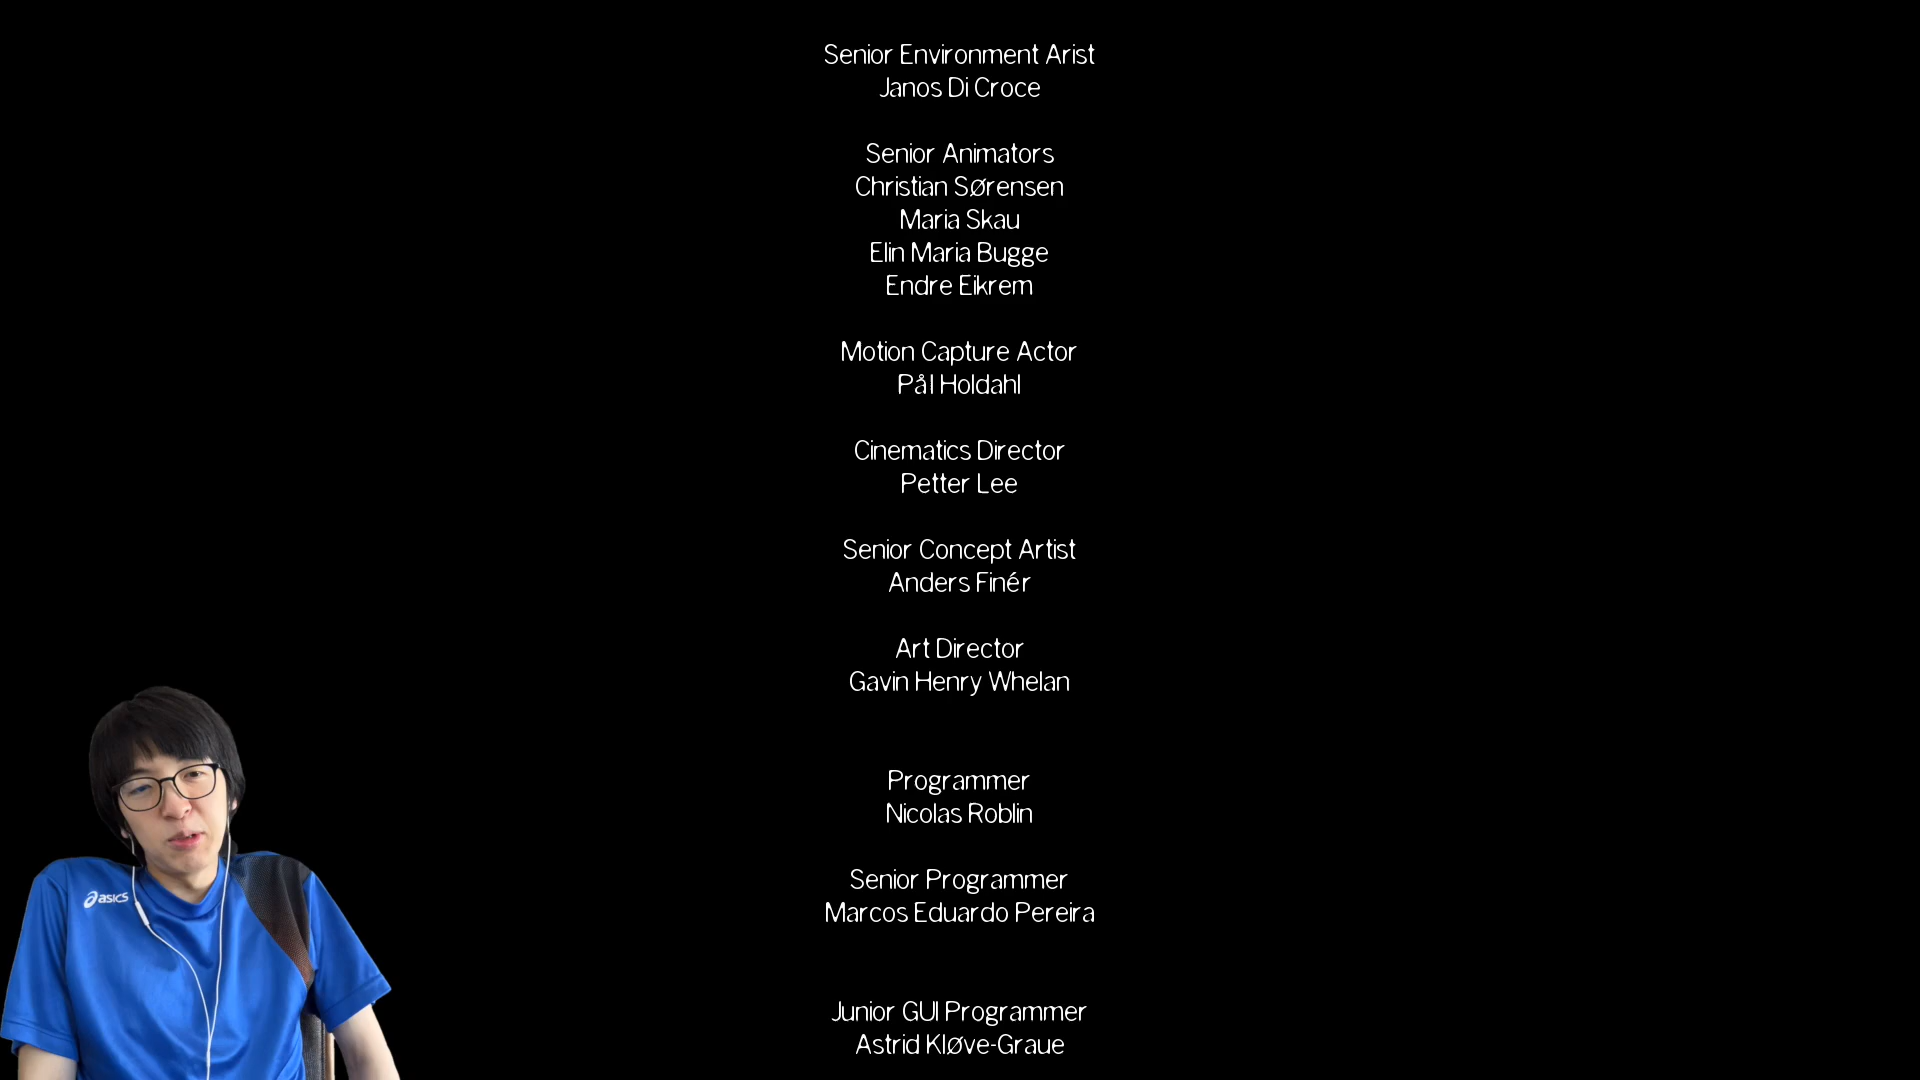 Senior Environment Arist
Janos Di Croce
Senior Animators
Christian Sørensen
Maria Skau
Elin Maria Bugge
Endre Eikrem
Motion Capture Actor
Pål Holdahl
Cinematics Director
Petter Lee
Senior Concept Artist
Anders Finér
Art Director
Gavin Henry Whelan
Programmer
Nicolas Roblin
Senior Programmer
Marcos Eduardo Pereira
Junior GUI Programmer
Astrid Kløve-Graue
asics